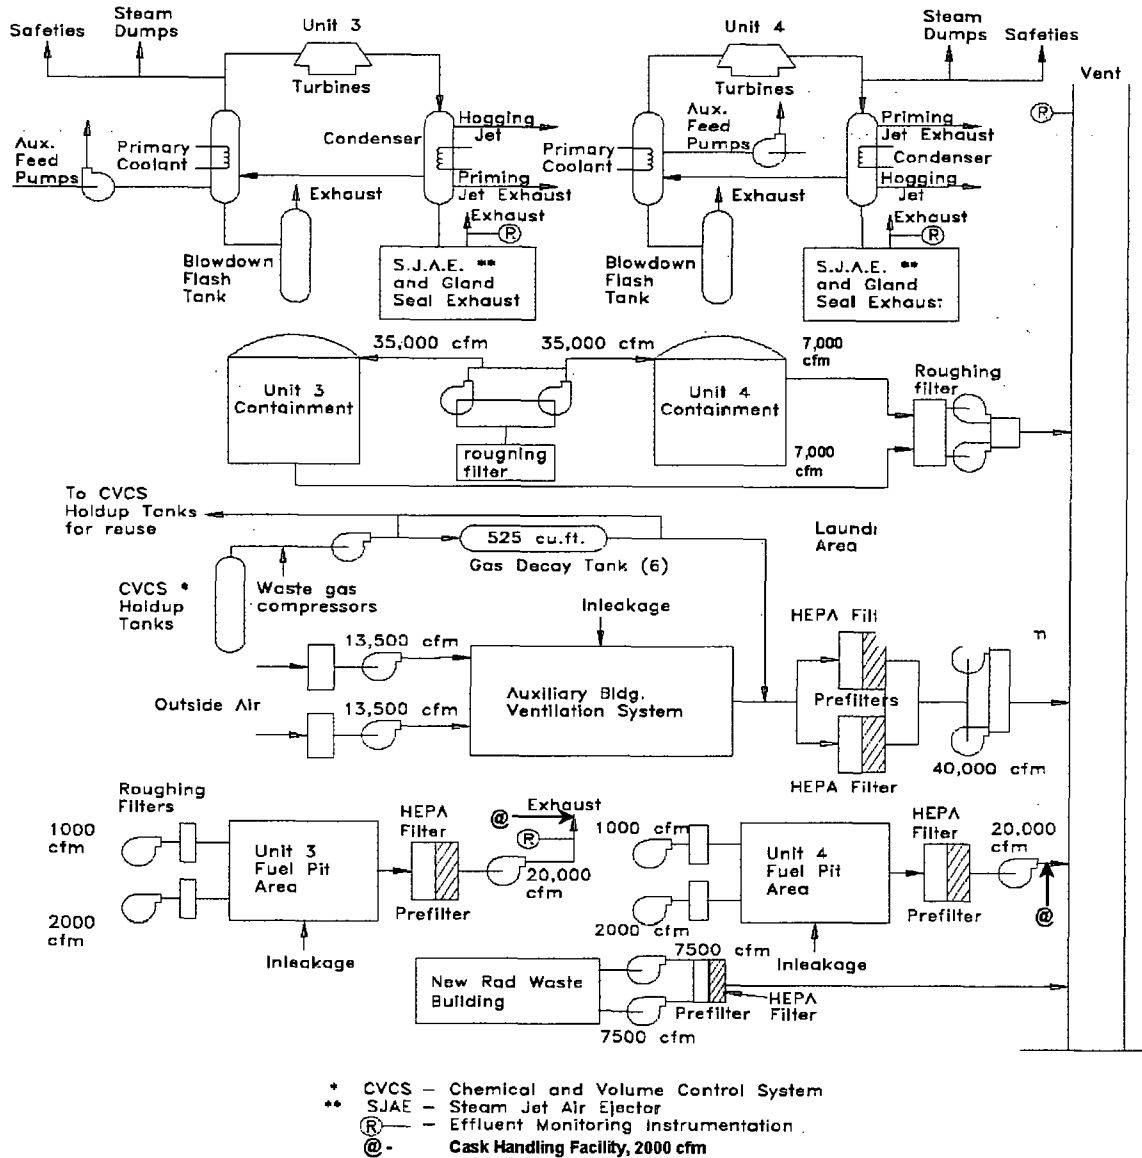 Safeties
Steam
Dumps
Unit 3
Turbines
Aux.
Feed
Pumps
Primary
Coolant
Condenser
Hogging
Jet
Priming
Jet Exhaust
Exhaust
Exhaust
R
Blowdown
Flash
Tank
S.J.A.E. **
and Gland
Seal Exhaust
Unit 4
Turbines
Steam
Dumps
Safeties
Vent
R
Aux.
Feed
Pumps
Primary
Coolant
Priming
Jet Exhaust
Condenser
Hogging
Jet
Exhaust
Exhaust
R
Blowdown
Flash
Tank
S.J.A.E. **
and Gland
Seal Exhaus:
35,000 cfm
35,000 cfm
7,000
cfm
Unit 3
Containment
Unit 4
Containment
Roughing
filter
rougning
filter
7,000
cfm
To CVCS
Holdup Tanks
for reuse
525 cu.ft.
Gas Decay Tank (6)
Laundı
Area
CVCS *
Holdup
Tanks
Waste gas
compressors
Inleakage
HEPA Filt
n
13,500 cfm
Outside Air
13,500 cfm
Auxiliary Bldg.
Ventilation System
Prefilters
HEPA Filter
40,000 cfm
Roughing
Filters
1000
cfm
2000
cfm
Unit 3
Fuel Pit
Area
Inleakage
HEPA
Filter
Prefilter
@
Exhaust
R
20,000
cfm
1000 cfm
2000 cfm
Unit 4
Fuel Pit
Area
Inleakage
HEPA
Filter
Prefilter
20,000
cfm
@
New Rad Waste
Building
7500 cfm
7500 cfm
Prefilter
HEPA
Filter
* CVCS – Chemical and Volume Control System
** SJAE – Steam Jet Air Ejector
R – Effluent Monitoring Instrumentation
@ - Cask Handling Facility, 2000 cfm